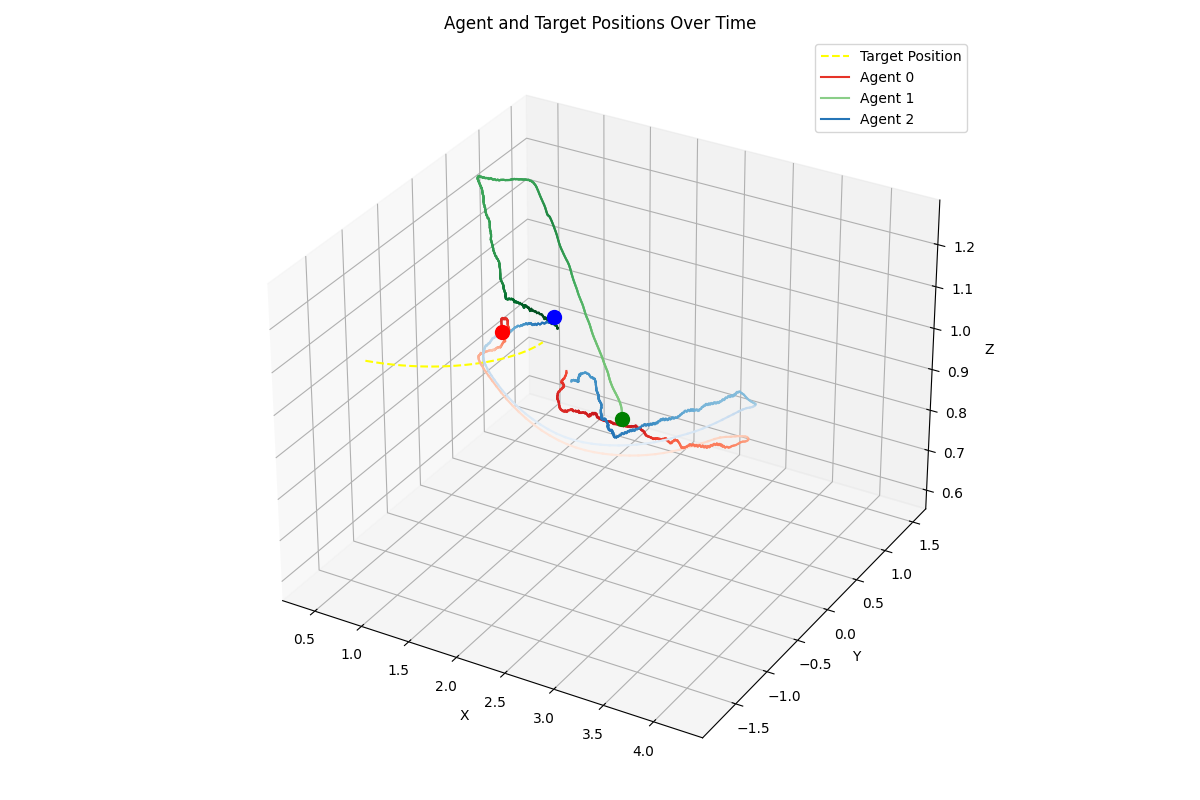 Agent and Target Positions Over Time
Target Position
Agent 0
Agent 1
Agent 2
1.2
1.1
1.0
0.9
0.8
0.7
0.6
Z
1.5
1.0
0.5
0.0
−0.5
−1.0
−1.5
Y
0.5
1.0
1.5
2.0
2.5
3.0
3.5
4.0
X